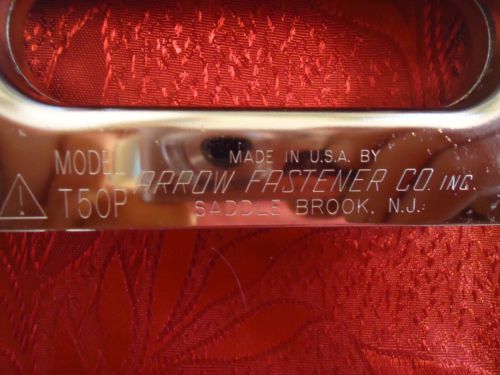 MODEL
T50P
MADE IN U.S.A. BY
ARROW FASTENER CO. INC.
SADDLE BROOK, N.J.